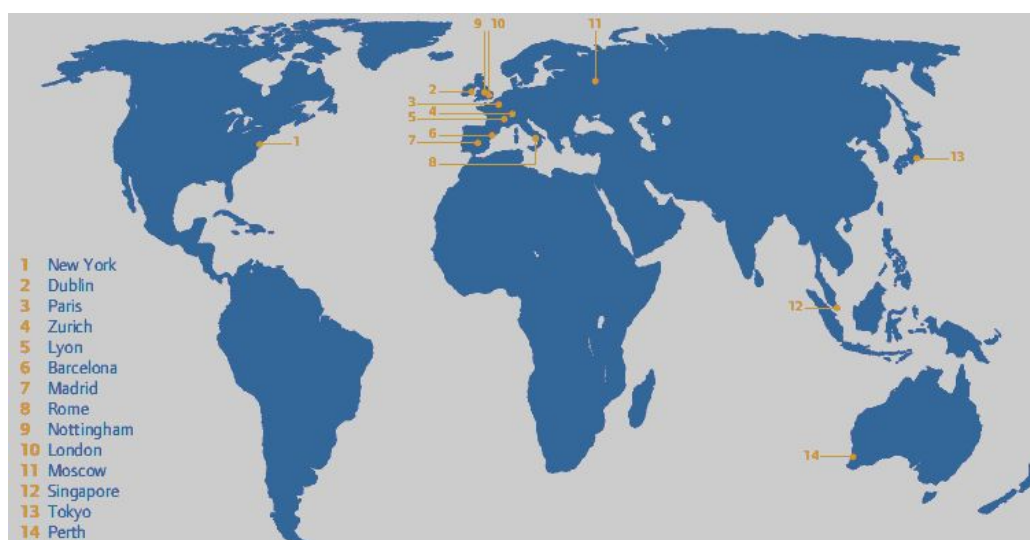 9 10 11
2
3
4
5
1
6
7
8
13
12
14
1 New York
2 Dublin
3 Paris
4 Zurich
5 Lyon
6 Barcelona
7 Madrid
8 Rome
9 Nottingham
10 London
11 Moscow
12 Singapore
13 Tokyo
14 Perth